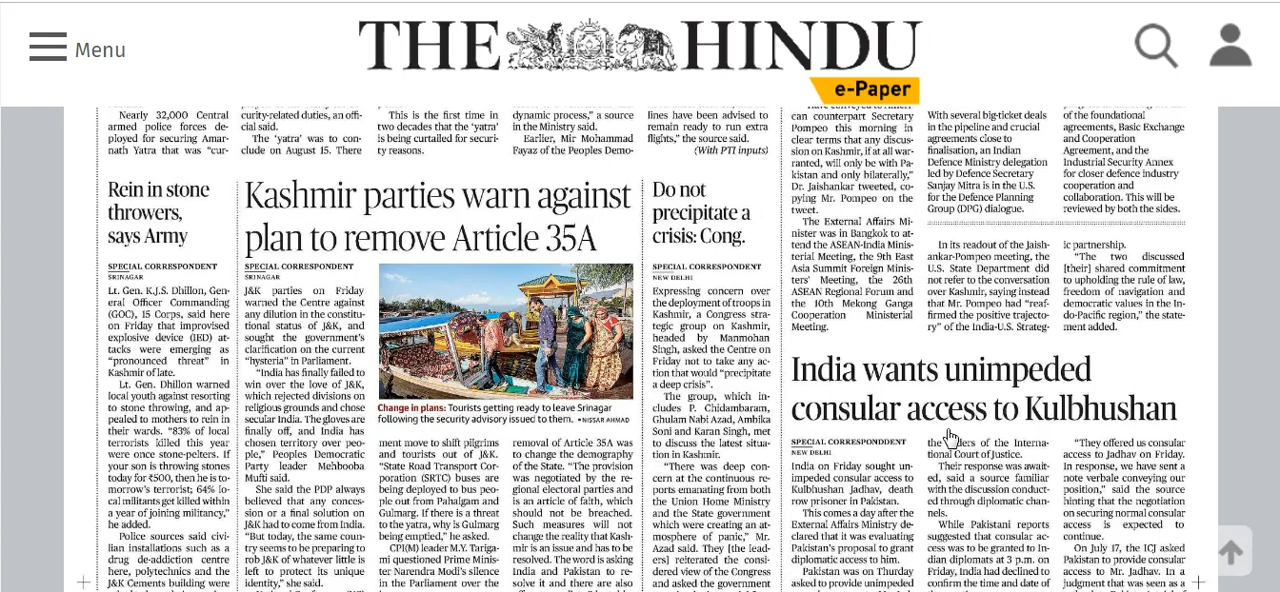 Menu
THE HINDU
e-Paper
Nearly 32,000 Central
armed police forces de-
ployed for securing Amar-
nath Yatra that was "cur-
curity-related duties, an offi-
cial said.
The 'yatra' was to con-
clude on August 15. There
This is the first time in
two decades that the 'yatra'
is being curtailed for securi-
ty reasons.
dynamic process," a source
in the Ministry said.
Earlier, Mir Mohammad
Fayaz of the Peoples Demo-
lines have been advised to
remain ready to run extra
flights," the source said.
(With PTI inputs)
Rein in stone
throwers,
says Army
SPECIAL CORRESPONDENT
SRINAGAR
Lt. Gen. K.J.S. Dhillon, Gen-
eral Officer Commanding
(GOC), 15 Corps, said here
on Friday that improvised
explosive device (IED) at-
tacks were emerging as
"pronounced threat" in
Kashmir of late.
Lt. Gen. Dhillon warned
local youth against resorting
to stone throwing, and ap-
pealed to mothers to rein in
their wards. "83% of local
terrorists killed this year
were once stone-pelters. If
your son is throwing stones
today for ₹500, then he is to-
morrow's terrorist; 64% lo-
cal militants get killed within
a year of joining militancy,"
he added.
Police sources said civi-
lian installations such as a
drug de-addiction centre
here, polytechnics and the
J&K Cements building were
Kashmir parties warn against
plan to remove Article 35A
SPECIAL CORRESPONDENT
SRINAGAR
J&K parties on Friday
warned the Centre against
any dilution in the constitu-
tional status of J&K, and
sought the government's
clarification on the current
"hysteria" in Parliament.
"India has finally failed to
win over the love of J&K,
which rejected divisions on
religious grounds and chose
secular India. The gloves are
finally off, and India has
chosen territory over peo-
ple," Peoples Democratic
Party leader Mehbooba
Mufti said.
She said the PDP always
believed that any conces-
sion or a final solution on
J&K had to come from India.
"But today, the same coun-
try seems to be preparing to
rob J&K of whatever little is
left to protect its unique
identity," she said.
Change in plans: Tourists getting ready to leave Srinagar
following the security advisory issued to them. • NISSAR AHMAD
ment move to shift pilgrims
and tourists out of J&K.
"State Road Transport Cor-
poration (SRTC) buses are
being deployed to bus peo-
ple out from Pahalgam and
Gulmarg. If there is a threat
to the yatra, why is Gulmarg
being emptied," he asked.
CPI(M) leader M.Y. Tariga-
mi questioned Prime Minis-
ter Narendra Modi's silence
in the Parliament over the
removal of Article 35A was
to change the demography
of the State. "The provision
was negotiated by the re-
gional electoral parties and
is an article of faith, which
should not be breached.
Such measures will not
change the reality that Kash-
mir is an issue and has to be
resolved. The word is asking
India and Pakistan to re-
solve it and there are also
Do not
precipitate a
crisis: Cong.
SPECIAL CORRESPONDENT
NEW DELHI
Expressing concern over
the deployment of troops in
Kashmir, a Congress stra-
tegic group on Kashmir,
headed by Manmohan
Singh, asked the Centre on
Friday not to take any ac-
tion that would "precipitate
a deep crisis".
The group, which in-
cludes P. Chidambaram,
Ghulam Nabi Azad, Ambika
Soni and Karan Singh, met
to discuss the latest situa-
tion in Kashmir.
"There was deep con-
cern at the continuous re-
ports emanating from both
the Union Home Ministry
and the State government
which were creating an at-
mosphere of panic," Mr.
Azad said. They [the lead-
ers] reiterated the consi-
dered view of the Congress
and asked the government
can counterpart Secretary
Pompeo this morning in
clear terms that any discus-
sion on Kashmir, if at all war-
ranted, will only be with Pa-
kistan and only bilaterally,"
Dr. Jaishankar tweeted, co-
pying Mr. Pompeo on the
tweet.
The External Affairs Mi-
nister was in Bangkok to at-
tend the ASEAN-India Minis-
terial Meeting, the 9th East
Asia Summit Foreign Minis-
ters' Meeting, the 26th
ASEAN Regional Forum and
the 10th Mekong Ganga
Cooperation Ministerial
Meeting.
With several big-ticket deals
in the pipeline and crucial
agreements close to
finalisation, an Indian
Defence Ministry delegation
led by Defence Secretary
Sanjay Mitra is in the U.S.
for the Defence Planning
Group (DPG) dialogue.
of the foundational
agreements, Basic Exchange
and Cooperation
Agreement, and the
Industrial Security Annex
for closer defence industry
cooperation and
collaboration. This will be
reviewed by both the sides.
In its readout of the Jaish-
ankar-Pompeo meeting, the
U.S. State Department did
not refer to the conversation
over Kashmir, saying instead
that Mr. Pompeo had "reaf-
firmed the positive trajecto-
ry" of the India-U.S. Strateg-
ic partnership.
"The two discussed
[their] shared commitment
to upholding the rule of law,
freedom of navigation and
democratic values in the In-
do-Pacific region," the state-
ment added.
India wants unimpeded
consular access to Kulbhushan
SPECIAL CORRESPONDENT
NEW DELHI
India on Friday sought un-
impeded consular access to
Kulbhushan Jadhav, death
row prisoner in Pakistan.
This comes a day after the
External Affairs Ministry de-
clared that it was evaluating
Pakistan's proposal to grant
diplomatic access to him.
Pakistan was on Thursday
asked to provide unimpeded
the orders of the Interna-
tional Court of Justice.
Their response was await-
ed, said a source familiar
with the discussion conduct-
ed through diplomatic chan-
nels.
While Pakistani reports
suggested that consular ac-
cess was to be granted to In-
dian diplomats at 3 p.m. on
Friday, India had declined to
confirm the time and date of
"They offered us consular
access to Jadhav on Friday.
In response, we have sent a
note verbale conveying our
position," said the source
hinting that the negotiation
on securing normal consular
access is expected to
continue.
On July 17, the ICJ asked
Pakistan to provide consular
access to Mr. Jadhav. In a
judgment that was seen as a